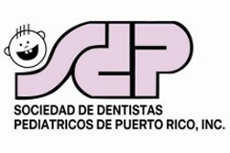 SDP
SOCIEDAD DE DENTISTAS
PEDIATRICOS DE PUERTO RICO, INC.